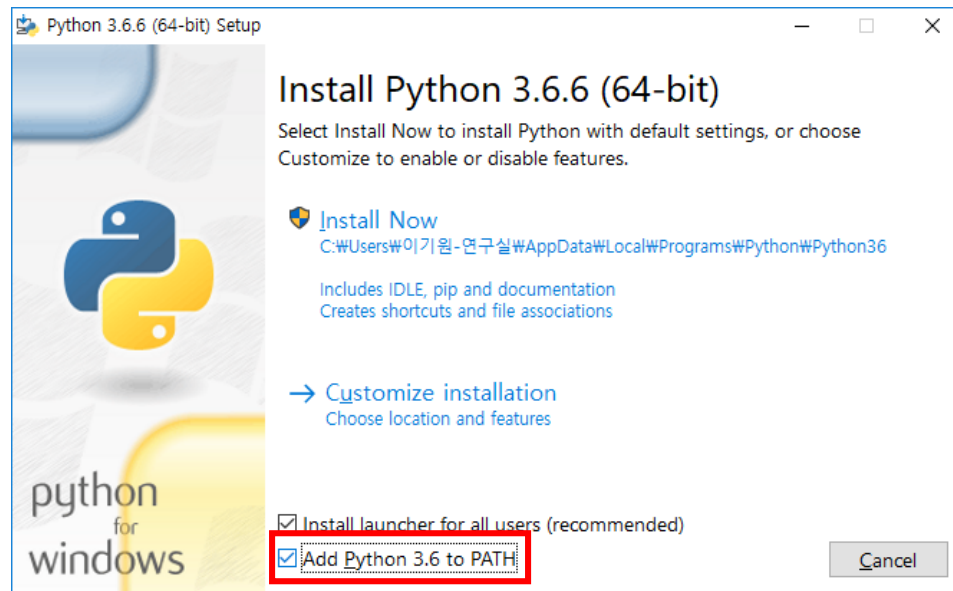 Python 3.6.6 (64-bit) Setup
Install Python 3.6.6 (64-bit)
Select Install Now to install Python with default settings, or choose
Customize to enable or disable features.
Install Now
C:₩Users₩이기원-연구실₩AppData₩Local₩Programs₩Python₩Python36
Includes IDLE, pip and documentation
Creates shortcuts and file associations
Customize installation
Choose location and features
python
for
windows
Install launcher for all users (recommended)
Add Python 3.6 to PATH
Cancel